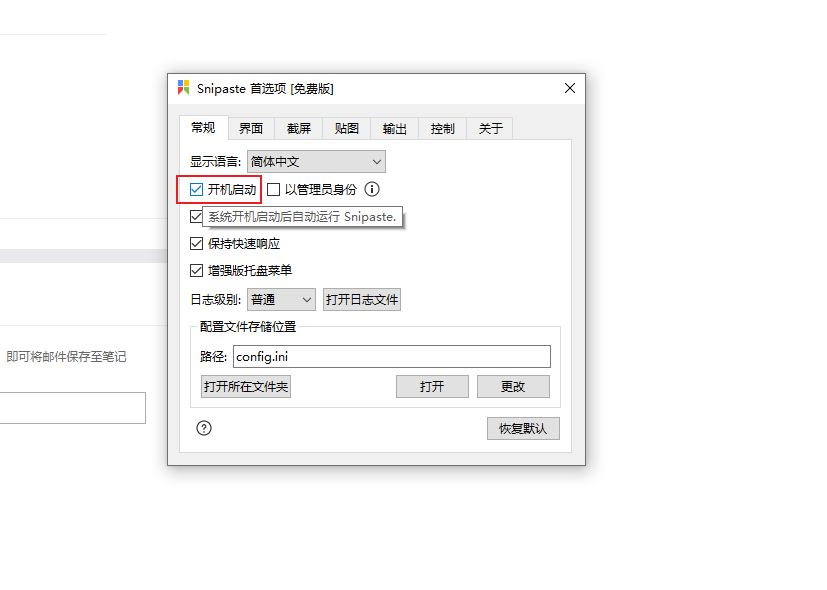 Snipaste 首选项 [免费版]
常规 界面 截屏 贴图 输出 控制 关于
显示语言: 简体中文
开机启动 以管理员身份
系统开机启动后自动运行 Snipaste.
保持快速响应
增强版托盘菜单
日志级别: 普通 打开日志文件
配置文件存储位置
即可将邮件保存至笔记
路径: config.ini
打开所在文件夹 打开 更改
恢复默认